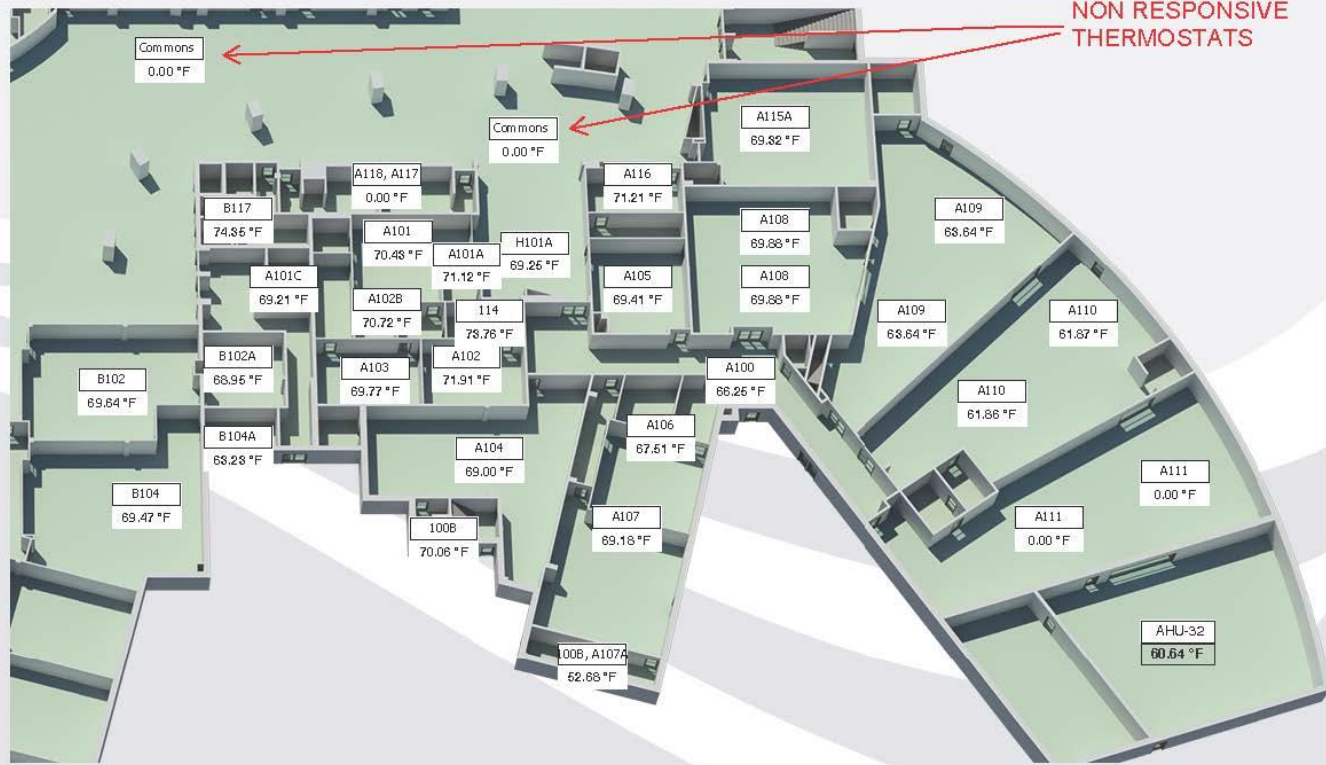 NON RESPONSIVE
THERMOSTATS
Commons
0.00 °F
Commons
0.00 °F
A115A
69.32 °F
A118, A117
0.00 °F
A116
71.21 °F
B117
74.35 °F
A101
70.43 °F
A101A
71.12 °F
H101A
69.25 °F
A108
69.88 °F
A109
63.64 °F
A101C
69.21 °F
A105
69.41 °F
A108
69.88 °F
A102B
70.72 °F
114
73.76 °F
A109
63.64 °F
A110
61.87 °F
B102A
68.95 °F
A103
69.77 °F
A102
71.91 °F
A100
66.25 °F
B102
69.64 °F
A110
61.86 °F
B104A
63.23 °F
A106
67.51 °F
A104
69.00 °F
A111
0.00 °F
B104
69.47 °F
100B
70.06 °F
A107
69.18 °F
A111
0.00 °F
AHU-32
60.64 °F
100B, A107A
52.68 °F